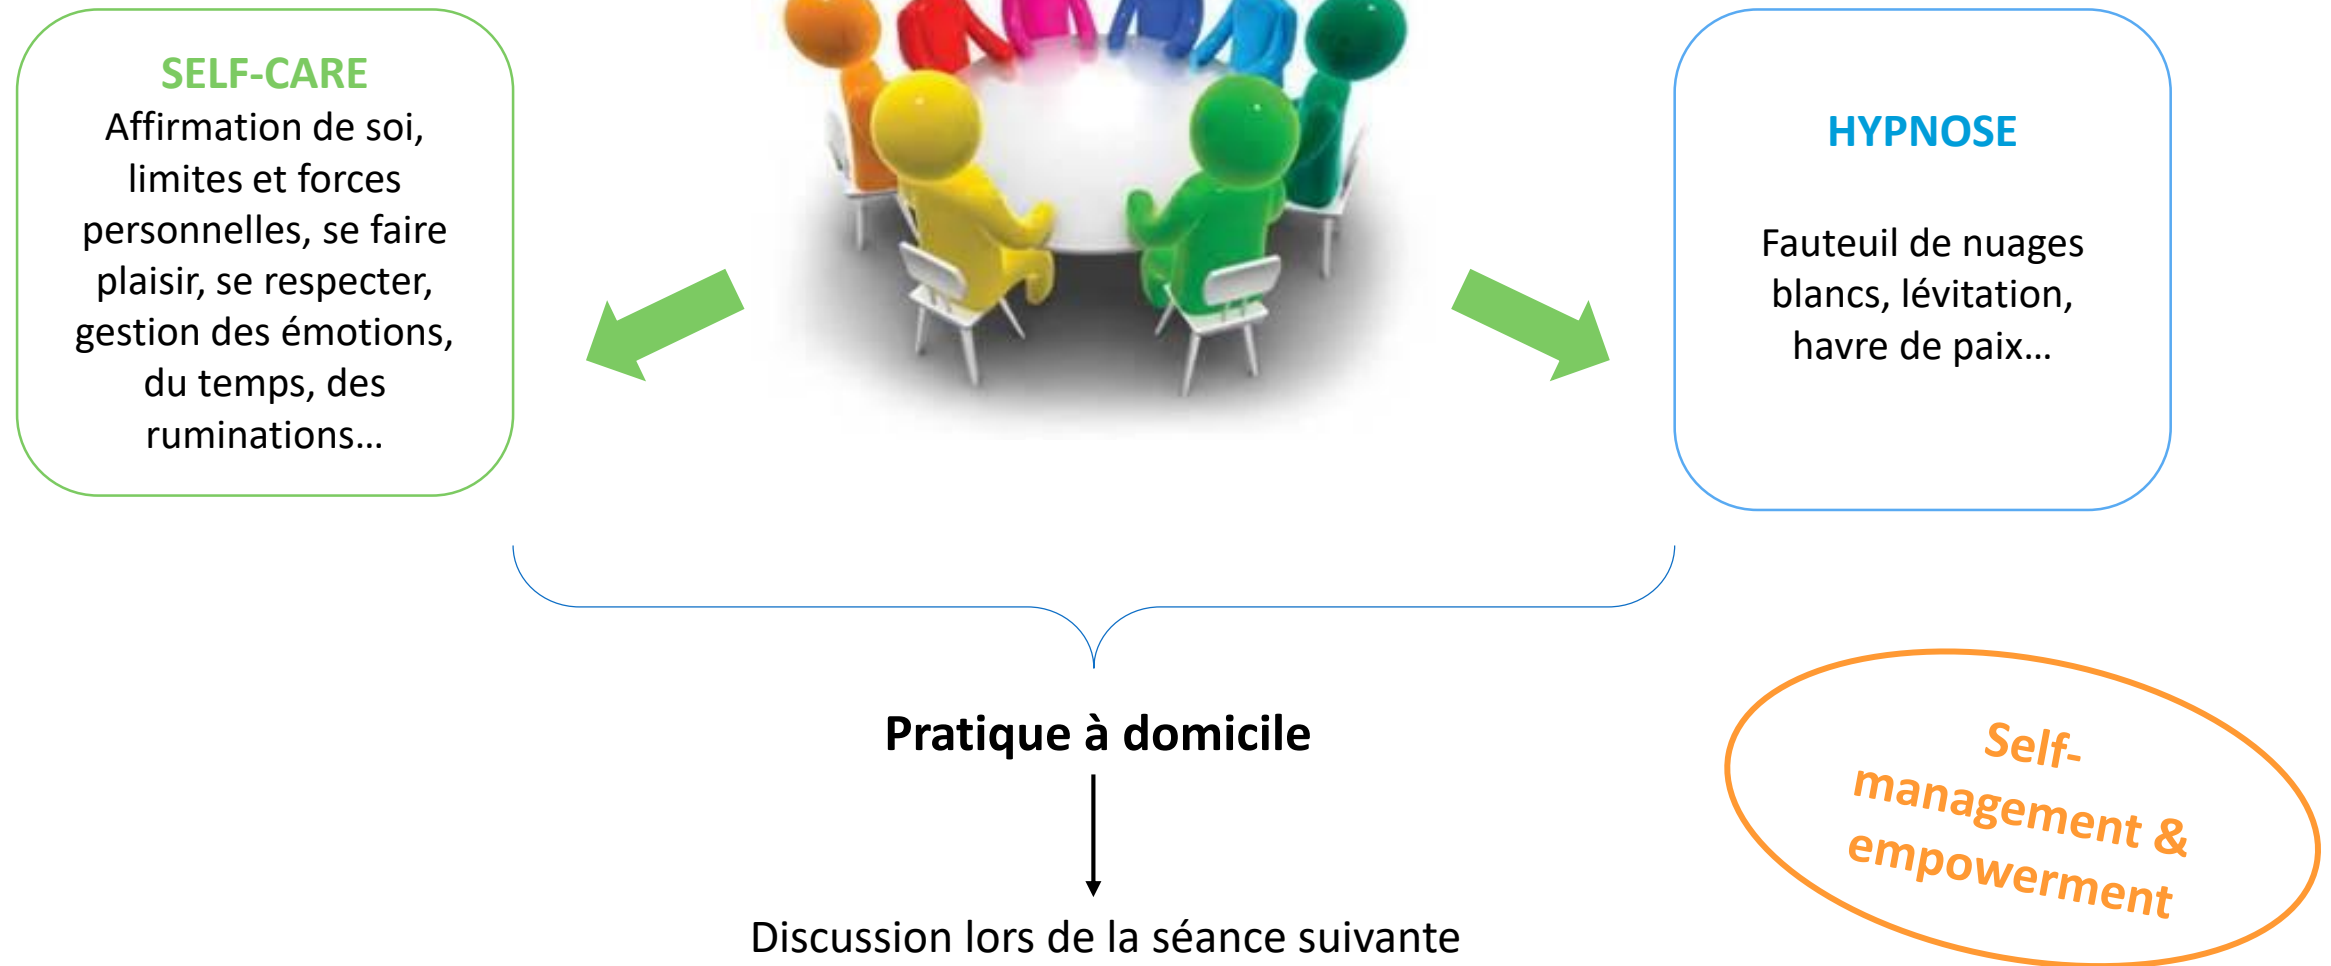 SELF-CARE
Affirmation de soi,
limites et forces
personnelles, se faire
plaisir, se respecter,
gestion des émotions,
du temps, des
ruminations…
HYPNOSE
Fauteuil de nuages
blancs, lévitation,
havre de paix…
Pratique à domicile
Discussion lors de la séance suivante
Self-
management &
empowerment